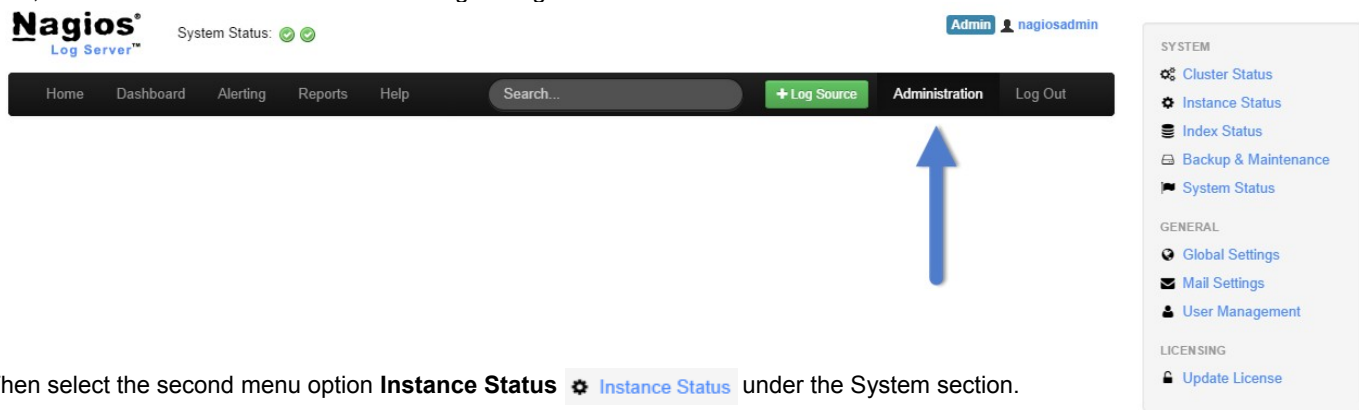 Nagios®
Log Server™
System Status:
Admin nagiosadmin
Home Dashboard Alerting Reports Help Search... +Log Source Administration Log Out
SYSTEM
Cluster Status
Instance Status
Index Status
Backup & Maintenance
System Status
GENERAL
Global Settings
Mail Settings
User Management
LICENSING
Update License
hen select the second menu option Instance Status Instance Status under the System section.